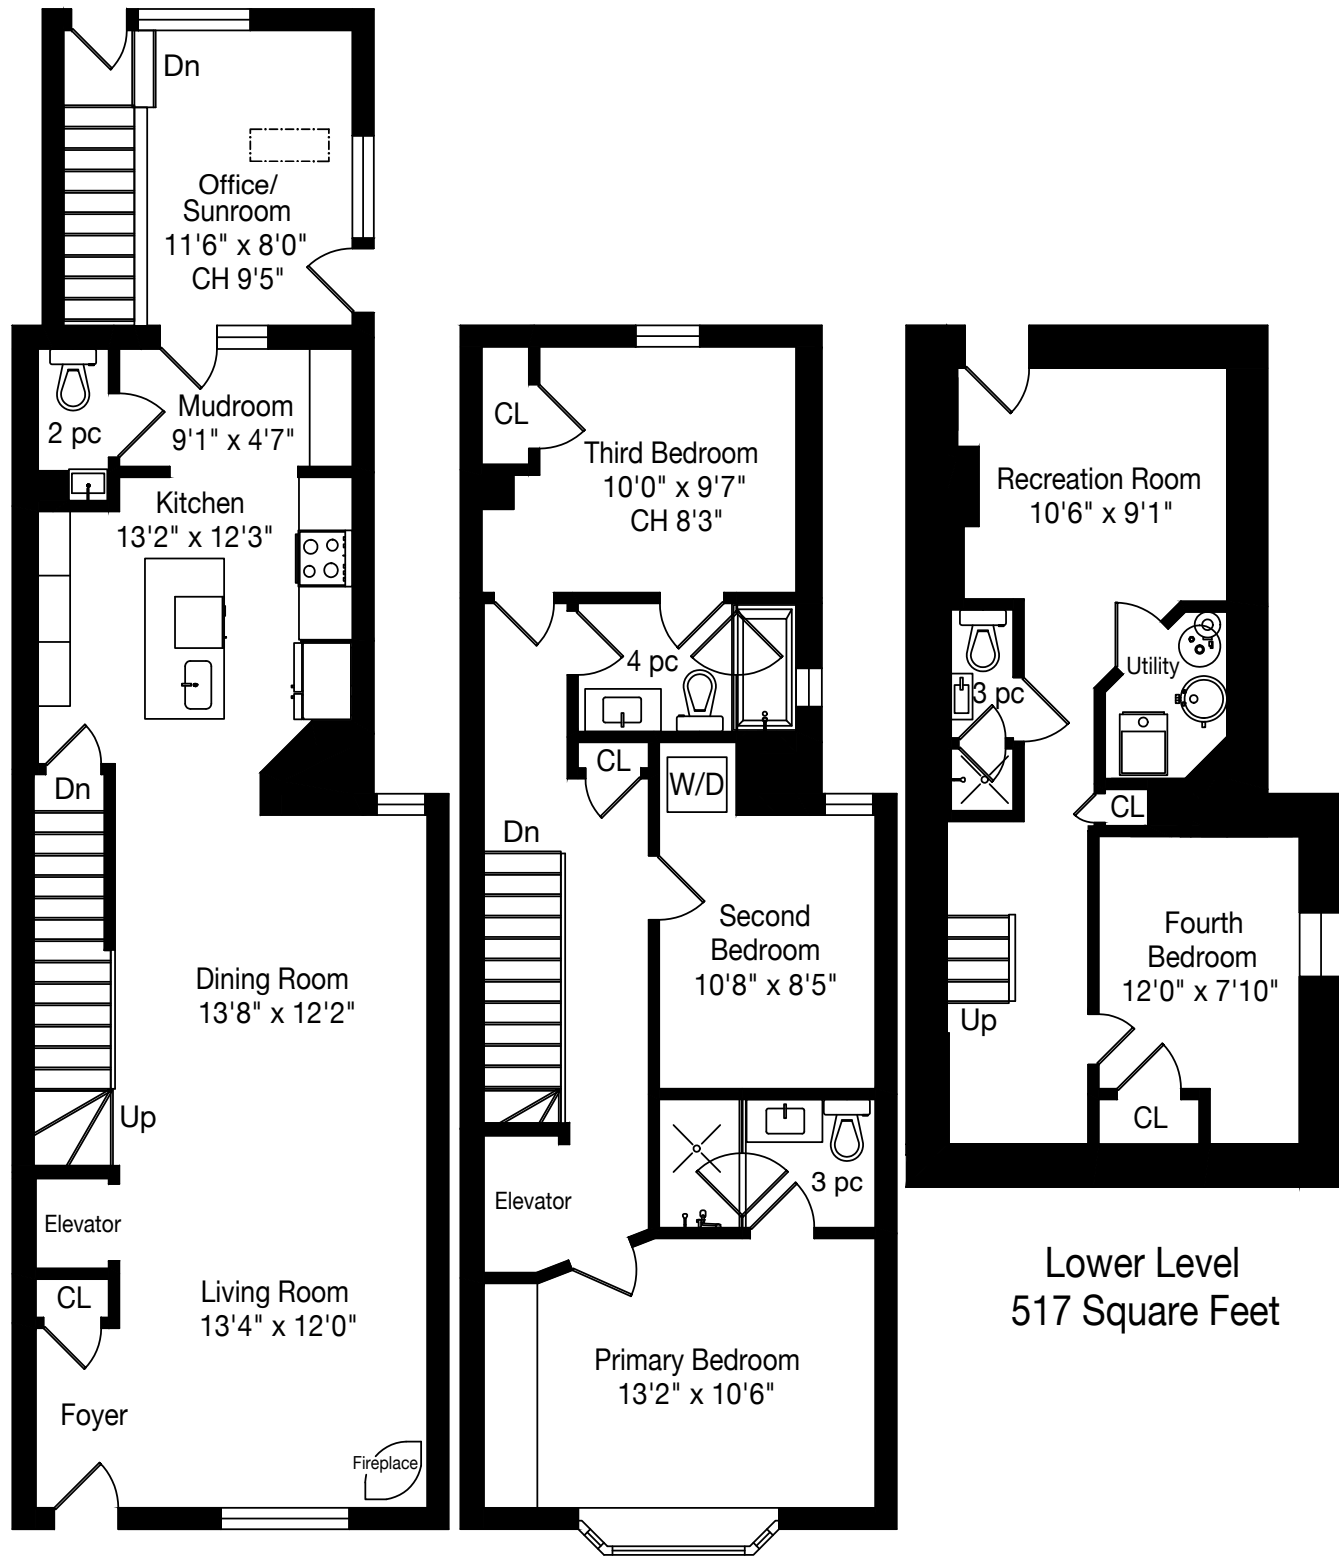 Dn
Office/
Sunroom
11'6" x 8'0"
CH 9'5"
2 pc
Mudroom
9'1" x 4'7"
Kitchen
13'2" x 12'3"
Dn
Dining Room
13'8" x 12'2"
Up
Elevator
CL
Living Room
13'4" x 12'0"
Foyer
Fireplace
CL
Third Bedroom
10'0" x 9'7"
CH 8'3"
4 pc
CL
W/D
Dn
Second
Bedroom
10'8" x 8'5"
3 pc
Elevator
Primary Bedroom
13'2" x 10'6"
Recreation Room
10'6" x 9'1"
Utility
3 pc
CL
Fourth
Bedroom
12'0" x 7'10"
Up
CL
Lower Level
517 Square Feet